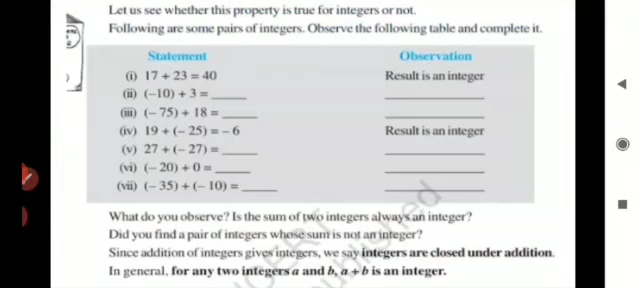 Let us see whether this property is true for integers or not.
Following are some pairs of integers. Observe the following table and complete it.
Statement Observation
(i) 17 + 23 = 40 Result is an integer
(ii) (–10) + 3 = _____ __________
(iii) (– 75) + 18 = _____ __________
(iv) 19 + (– 25) = – 6 Result is an integer
(v) 27 + (– 27) = _____ __________
(vi) (– 20) + 0 = _____ __________
(vii) (– 35) + (– 10) = _____ __________
What do you observe? Is the sum of two integers always an integer?
Did you find a pair of integers whose sum is not an integer?
Since addition of integers gives integers, we say integers are closed under addition.
In general, for any two integers a and b, a + b is an integer.